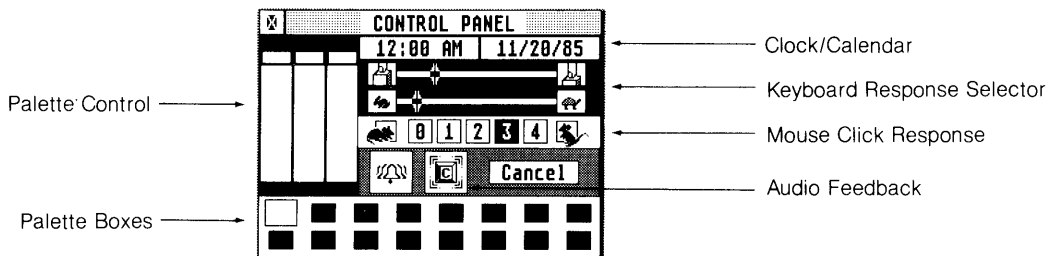 CONTROL PANEL
12:00 AM 11/20/85
Clock/Calendar
Keyboard Response Selector
Palette Control
0 1 2 3 4
Mouse Click Response
C
Cancel
Audio Feedback
Palette Boxes